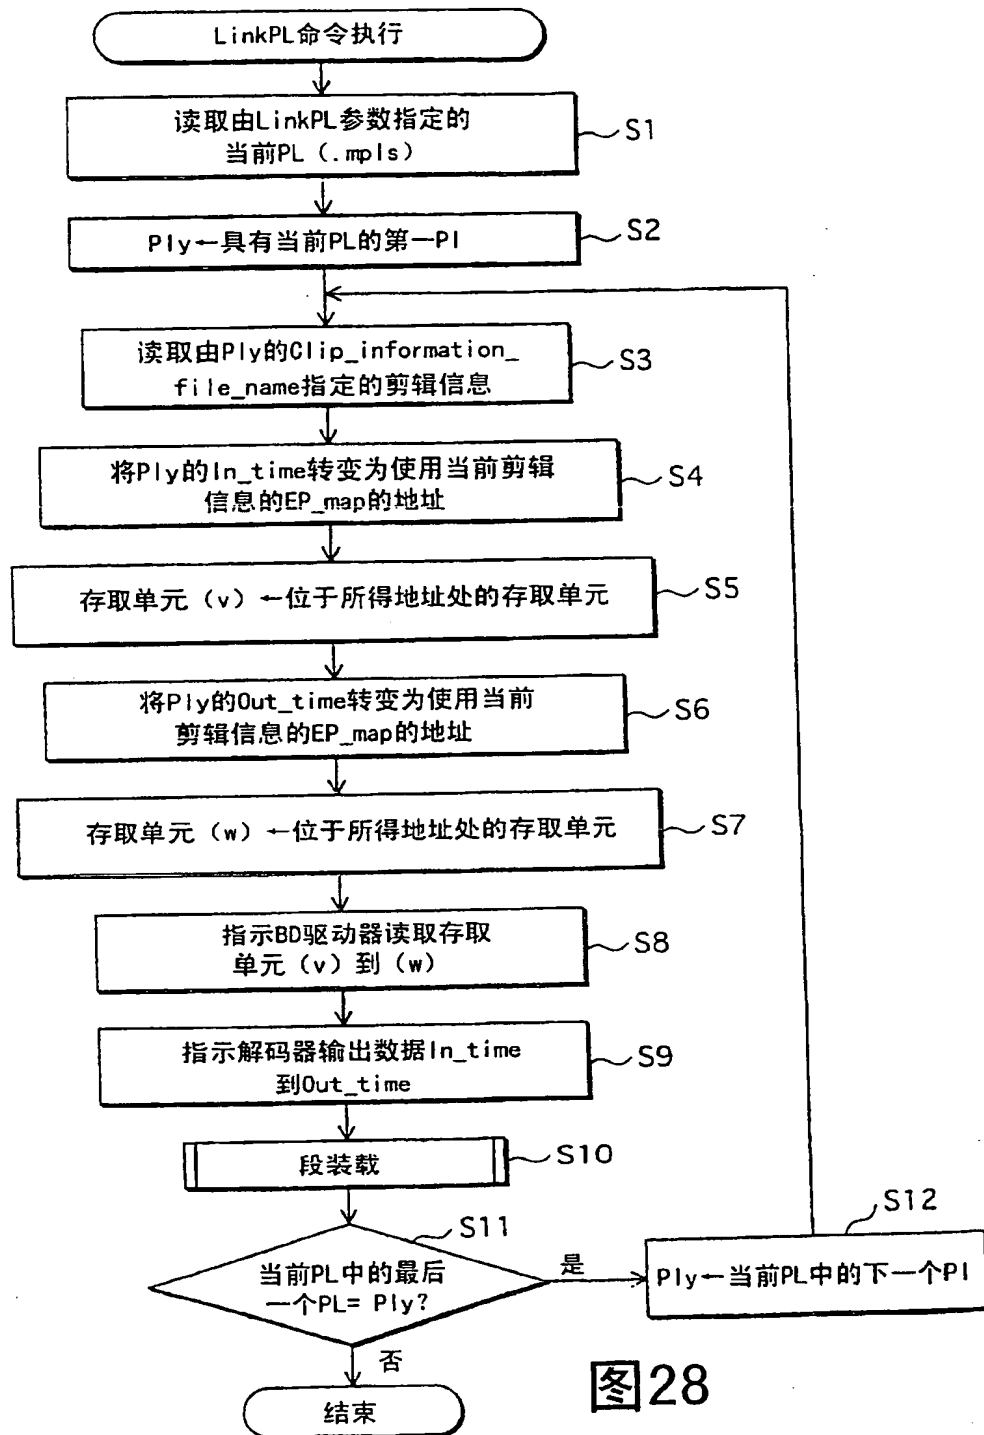 LinkPL命令执行
读取由LinkPL参数指定的
当前PL（.mpls）
S1
Ply←具有当前PL的第一PI
S2
读取由Ply的Clip_information_
file_name指定的剪辑信息
S3
将Ply的In_time转变为使用当前剪辑
信息的EP_map的地址
S4
存取单元（v）←位于所得地址处的存取单元
S5
将Ply的Out_time转变为使用当前
剪辑信息的EP_map的地址
S6
存取单元（w）←位于所得地址处的存取单元
S7
指示BD驱动器读取存取
单元（v）到（w）
S8
指示解码器输出数据In_time
到Out_time
S9
段装载
S10
S11
当前PL中的最后
一个PL= Ply?
是
S12
Ply←当前PL中的下一个PI
否
结束
图28